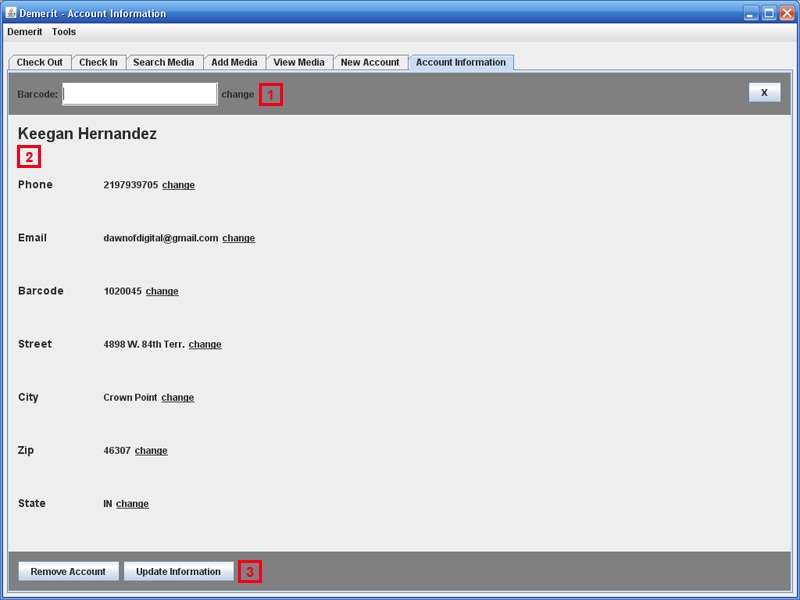 Demerit - Account Information
Demerit Tools
Check Out Check In Search Media Add Media View Media New Account Account Information
Barcode: change 1 X
Keegan Hernandez
2
Phone 2197939705 change
Email dawnofdigital@gmail.com change
Barcode 1020045 change
Street 4898 W. 84th Terr. change
City Crown Point change
Zip 46307 change
State IN change
Remove Account Update Information 3